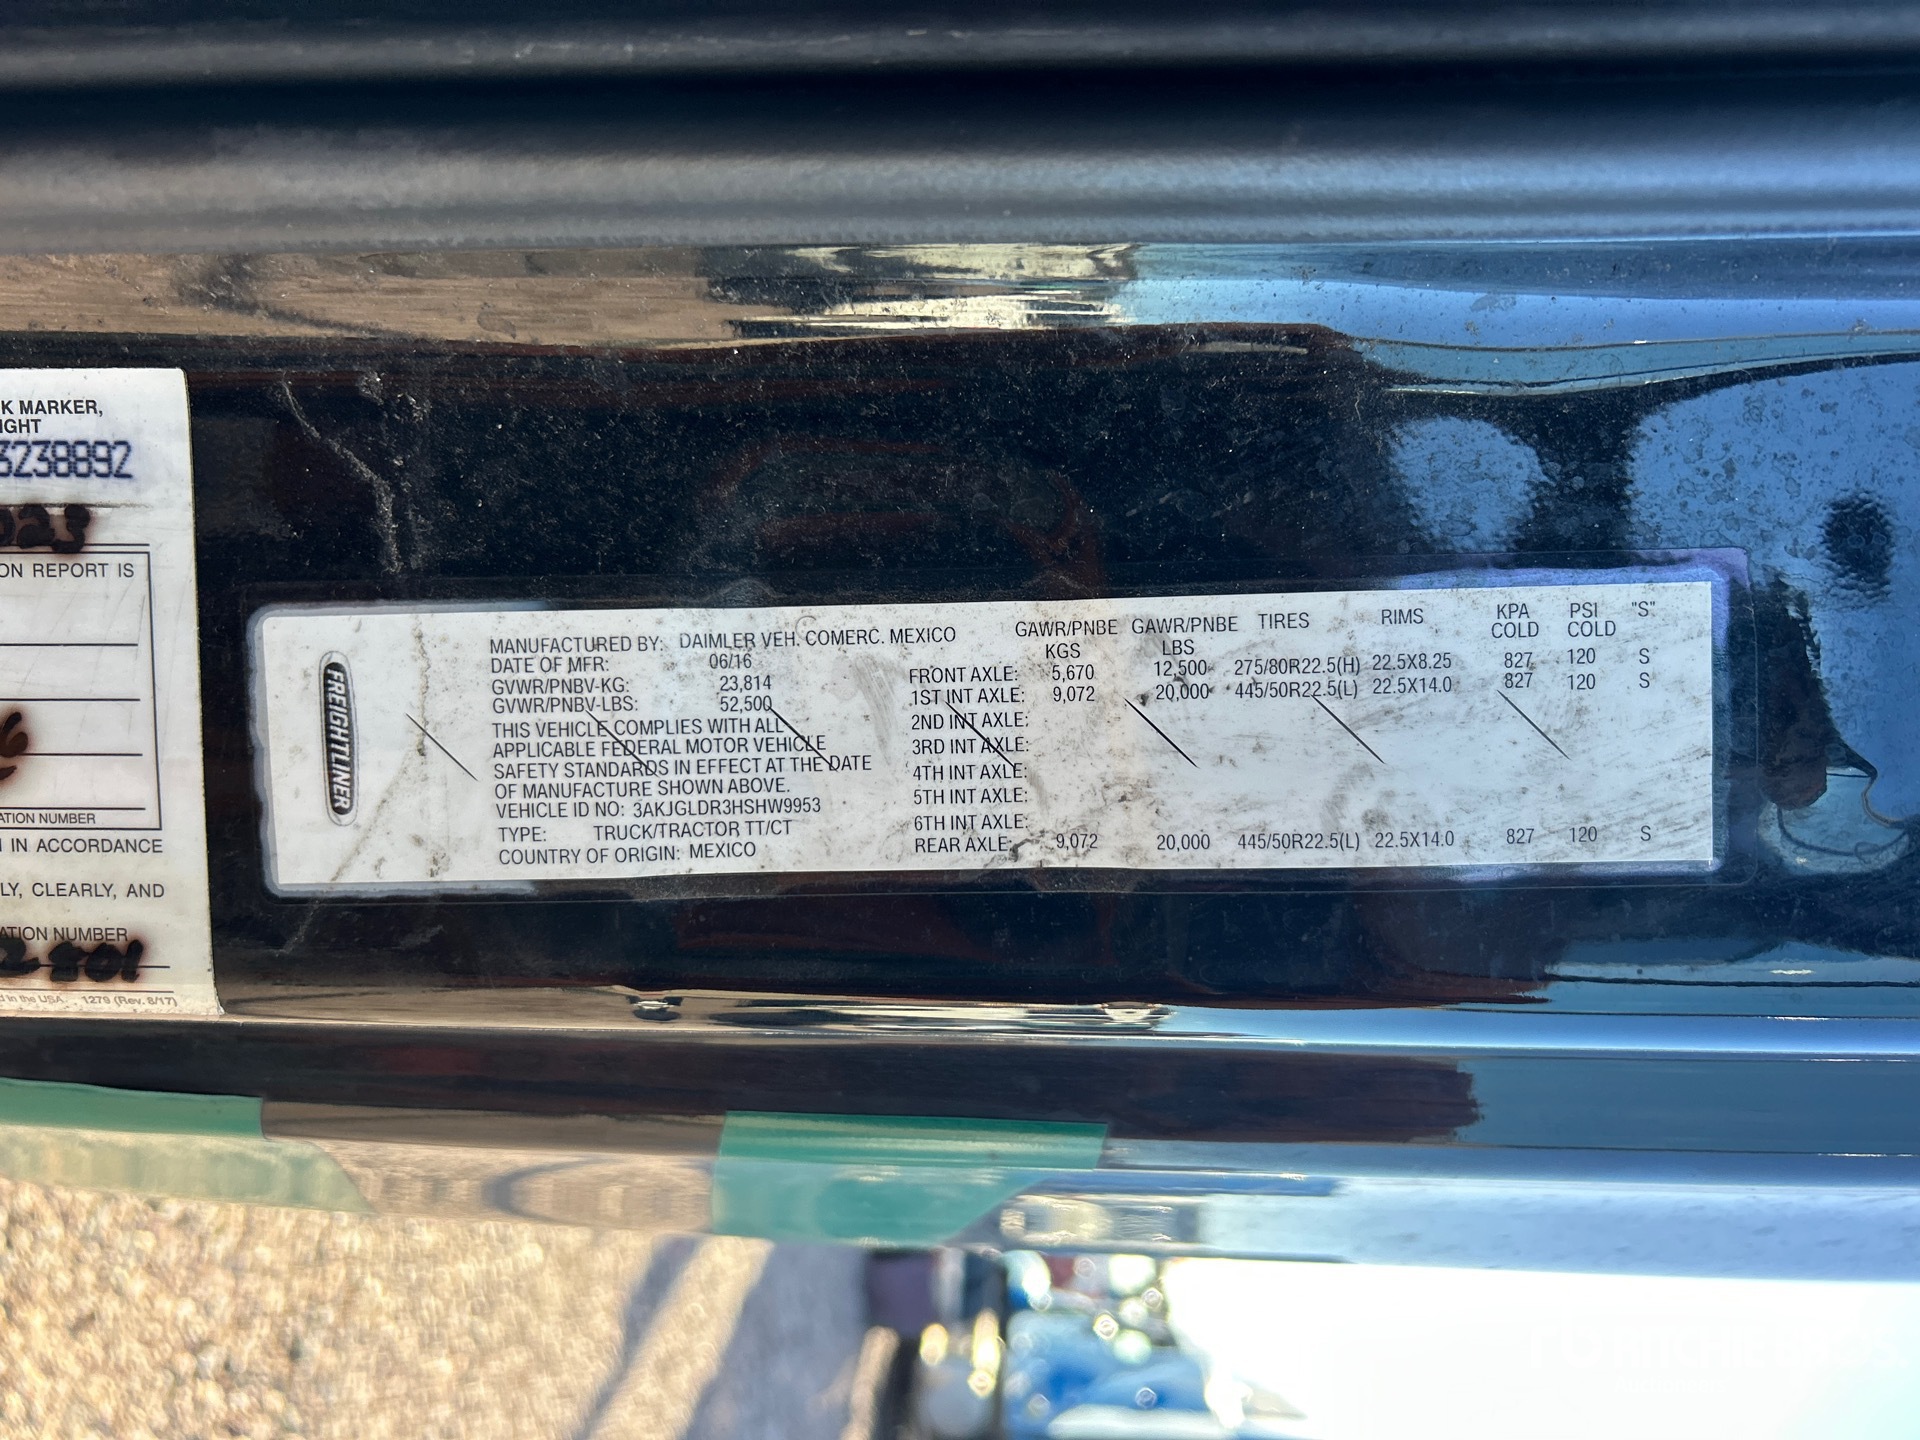 K MARKER,
IGHT
3238892
023
ON REPORT IS
6
ATION NUMBER
IN ACCORDANCE
LY, CLEARLY, AND
ATION NUMBER
2801
d in the USA. 1279 (Rev. 8/17)
FREIGHTLINER
MANUFACTURED BY: DAIMLER VEH. COMERC. MEXICO
DATE OF MFR: 06/16
GVWR/PNBV-KG: 23,814
GVWR/PNBV-LBS: 52,500
THIS VEHICLE COMPLIES WITH ALL
APPLICABLE FEDERAL MOTOR VEHICLE
SAFETY STANDARDS IN EFFECT AT THE DATE
OF MANUFACTURE SHOWN ABOVE.
VEHICLE ID NO: 3AKJGLDR3HSHW9953
TYPE: TRUCK/TRACTOR TT/CT
COUNTRY OF ORIGIN: MEXICO
GAWR/PNBE GAWR/PNBE TIRES RIMS KPA PSI "S"
KGS LBS COLD COLD
FRONT AXLE: 5,670 12,500 275/80R22.5(H) 22.5X8.25 827 120 S
1ST INT AXLE: 9,072 20,000 445/50R22.5(L) 22.5X14.0 827 120 S
2ND INT AXLE:
3RD INT AXLE:
4TH INT AXLE:
5TH INT AXLE:
6TH INT AXLE:
REAR AXLE: 9,072 20,000 445/50R22.5(L) 22.5X14.0 827 120 S